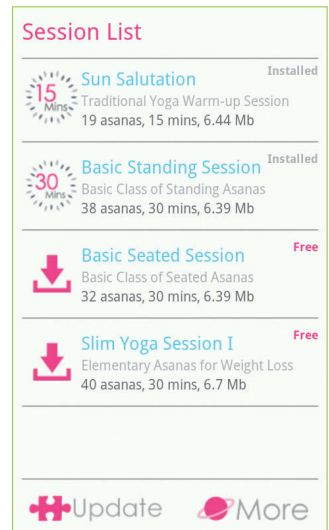 Session List
Installed
Sun Salutation
Traditional Yoga Warm-up Session
19 asanas, 15 mins, 6.44 Mb
15
Mins
Installed
Basic Standing Session
Basic Class of Standing Asanas
38 asanas, 30 mins, 6.39 Mb
30
Mins
Free
Basic Seated Session
Basic Class of Seated Asanas
32 asanas, 30 mins, 6.39 Mb
Free
Slim Yoga Session I
Elementary Asanas for Weight Loss
40 asanas, 30 mins, 6.7 Mb
Update
More